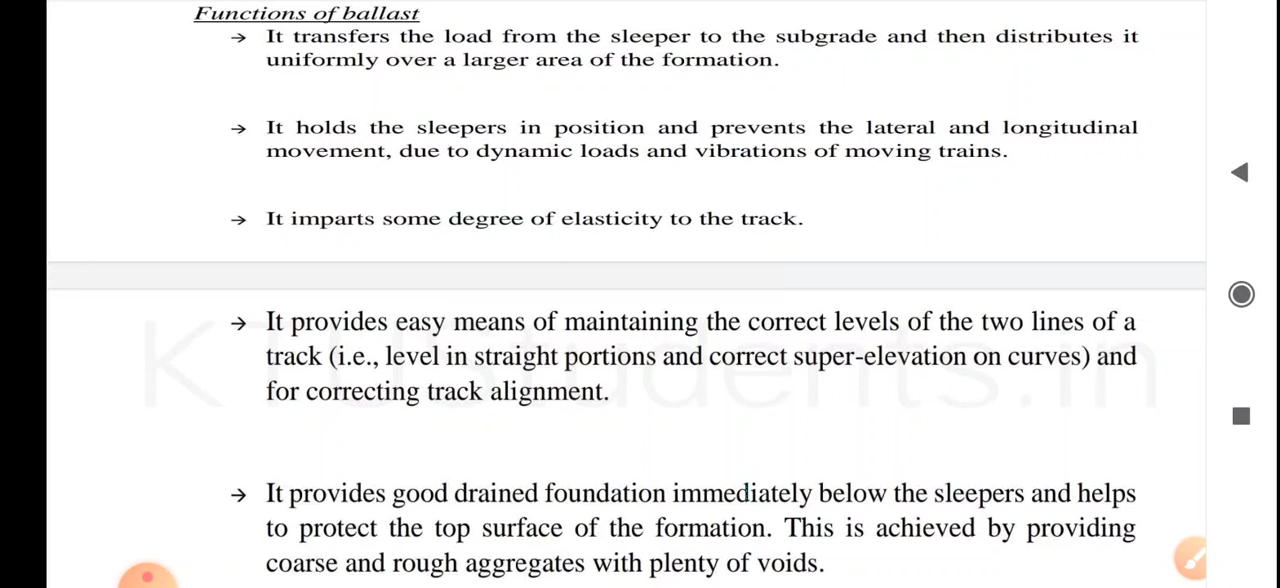 Functions of ballast
→ It transfers the load from the sleeper to the subgrade and then distributes it
uniformly over a larger area of the formation.
→ It holds the sleepers in position and prevents the lateral and longitudinal
movement, due to dynamic loads and vibrations of moving trains.
→ It imparts some degree of elasticity to the track.
→ It provides easy means of maintaining the correct levels of the two lines of a
track (i.e., level in straight portions and correct super-elevation on curves) and
for correcting track alignment.
KTUStudents.in
→ It provides good drained foundation immediately below the sleepers and helps
to protect the top surface of the formation. This is achieved by providing
coarse and rough aggregates with plenty of voids.